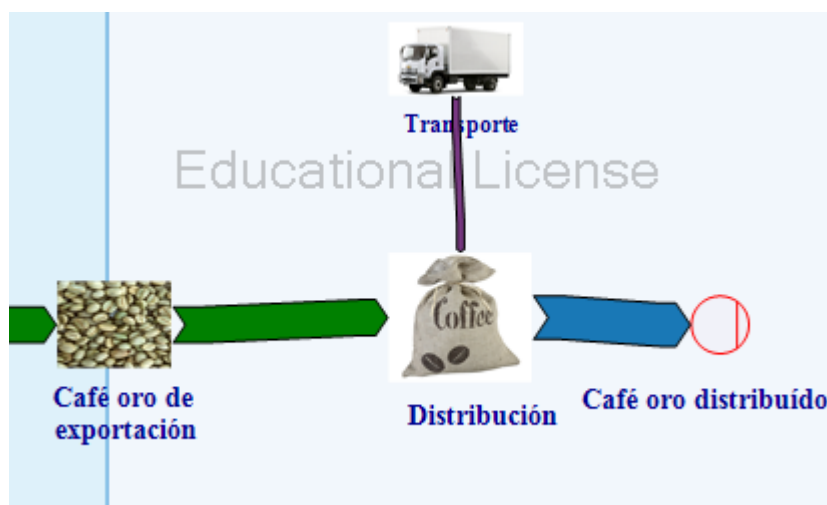 Transporte
Educational License
Coffee
Café oro de
exportación
Distribución
Café oro distribuído